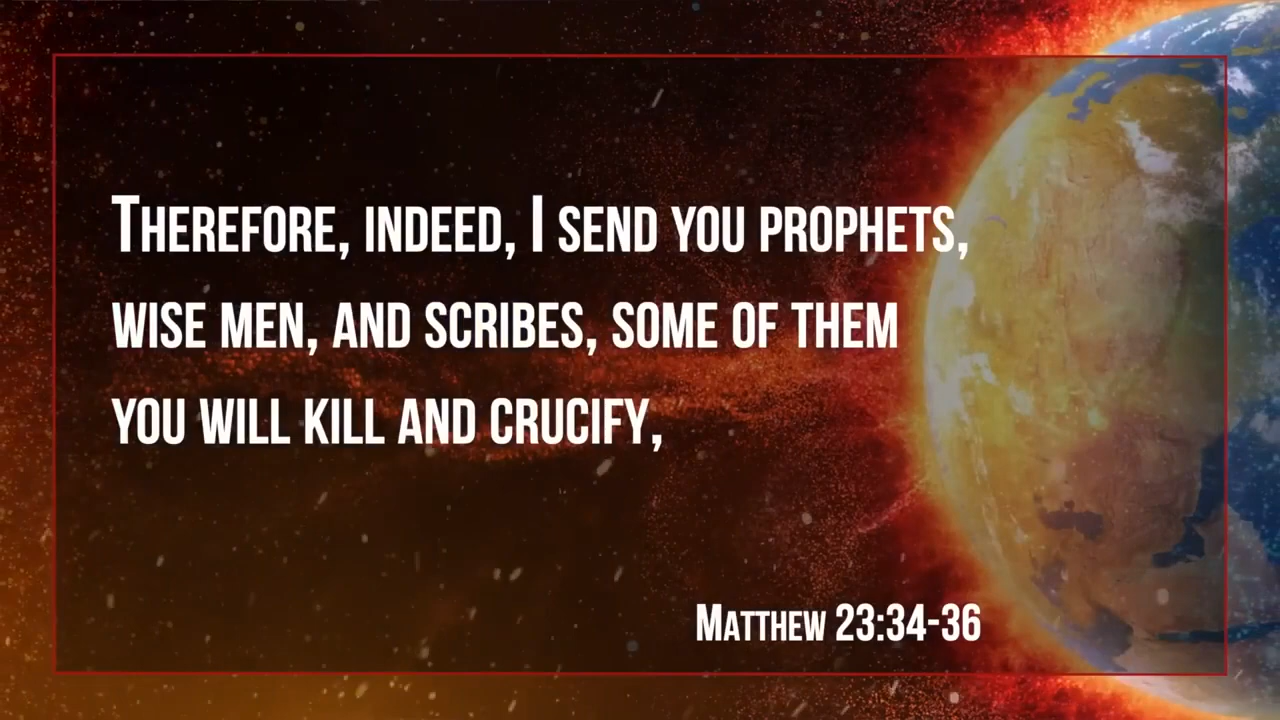 Therefore, indeed, I send you prophets,
wise men, and scribes, some of them
you will kill and crucify,
Matthew 23:34-36